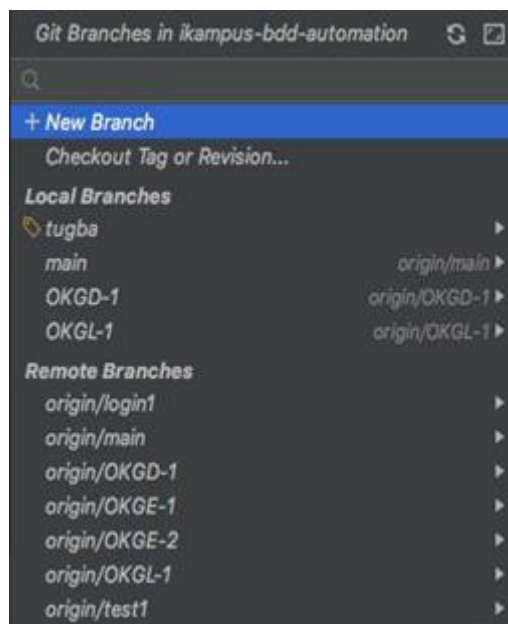 Git Branches in ikampus-bdd-automation
+ New Branch
Checkout Tag or Revision...
Local Branches
tugba
main origin/main
OKGD-1 origin/OKGD-1
OKGL-1 origin/OKGL-1
Remote Branches
origin/login1
origin/main
origin/OKGD-1
origin/OKGE-1
origin/OKGE-2
origin/OKGL-1
origin/test1